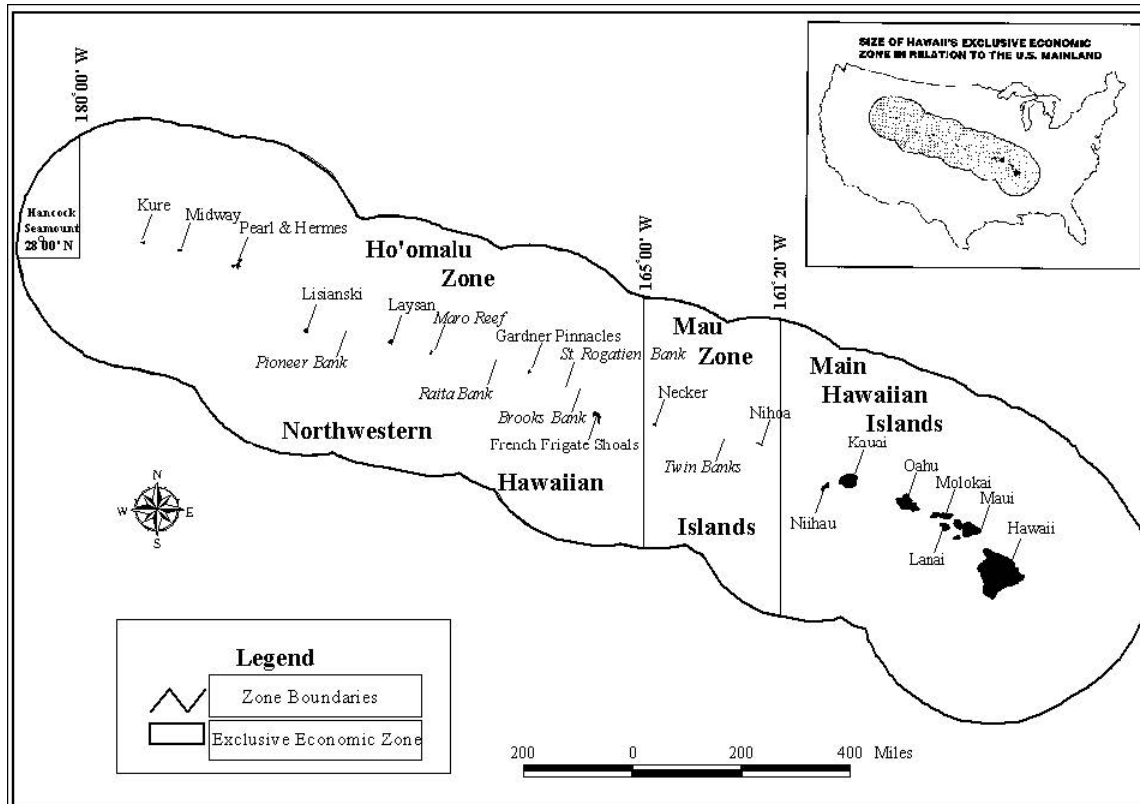 SIZE OF HAWAII'S EXCLUSIVE ECONOMIC
ZONE IN RELATION TO THE U.S. MAINLAND
180°00' W
Hancock
Seamount
28°00' N
Kure
Midway
Pearl & Hermes
Ho'omalu
Zone
165°00' W
161°20' W
Lisianski
Laysan
Maro Reef
Pioneer Bank
Gardner Pinnacles
St. Rogatien Bank
Raita Bank
Brooks Bank
French Frigate Shoals
Mau
Zone
Necker
Nihoa
Twin Banks
Main
Hawaiian
Islands
Northwestern
Hawaiian
Islands
Kauai
Niihau
Oahu
Molokai
Maui
Lanai
Hawaii
N
W
E
S
Legend
Zone Boundaries
Exclusive Economic Zone
200 0 200 400 Miles